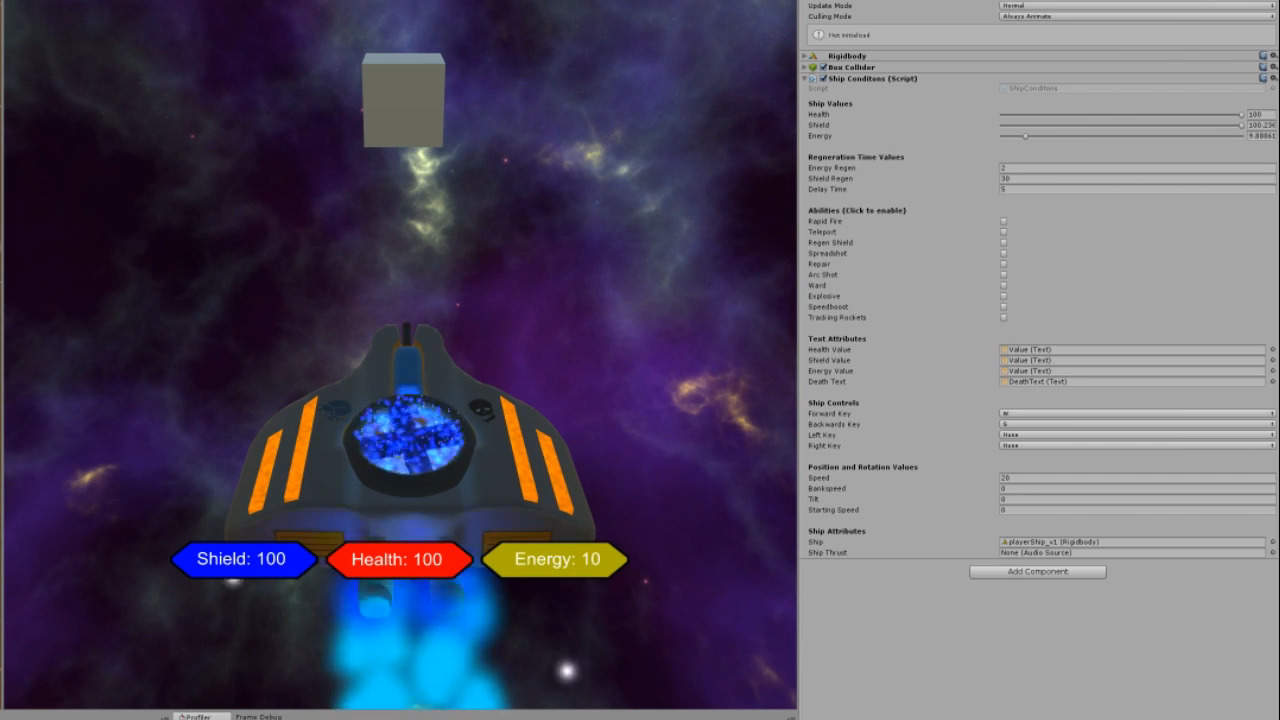 Shield: 100
Health: 100
Energy: 10
Profiler
Frame Debug
Update Mode Normal
Culling Mode Always Animate
Not initialized
Rigidbody
Box Collider
Ship Conditons (Script)
Script ShipConditons
Ship Values
Health 100
Shield 100.236
Energy 9.88861
Regneration Time Values
Energy Regen 2
Shield Regen 30
Delay Time 5
Abilities (Click to enable)
Rapid Fire
Teleport
Regen Shield
Spreadshot
Repair
Arc Shot
Ward
Explosive
Speedboost
Tracking Rockets
Text Attributes
Health Value Value (Text)
Shield Value Value (Text)
Energy Value Value (Text)
Death Text DeathText (Text)
Ship Controls
Forward Key W
Backwards Key S
Left Key None
Right Key None
Position and Rotation Values
Speed 20
Bankspeed 0
Tilt 0
Starting Speed 0
Ship Attributes
Ship playerShip_v1 (Rigidbody)
Ship Thrust None (Audio Source)
Add Component